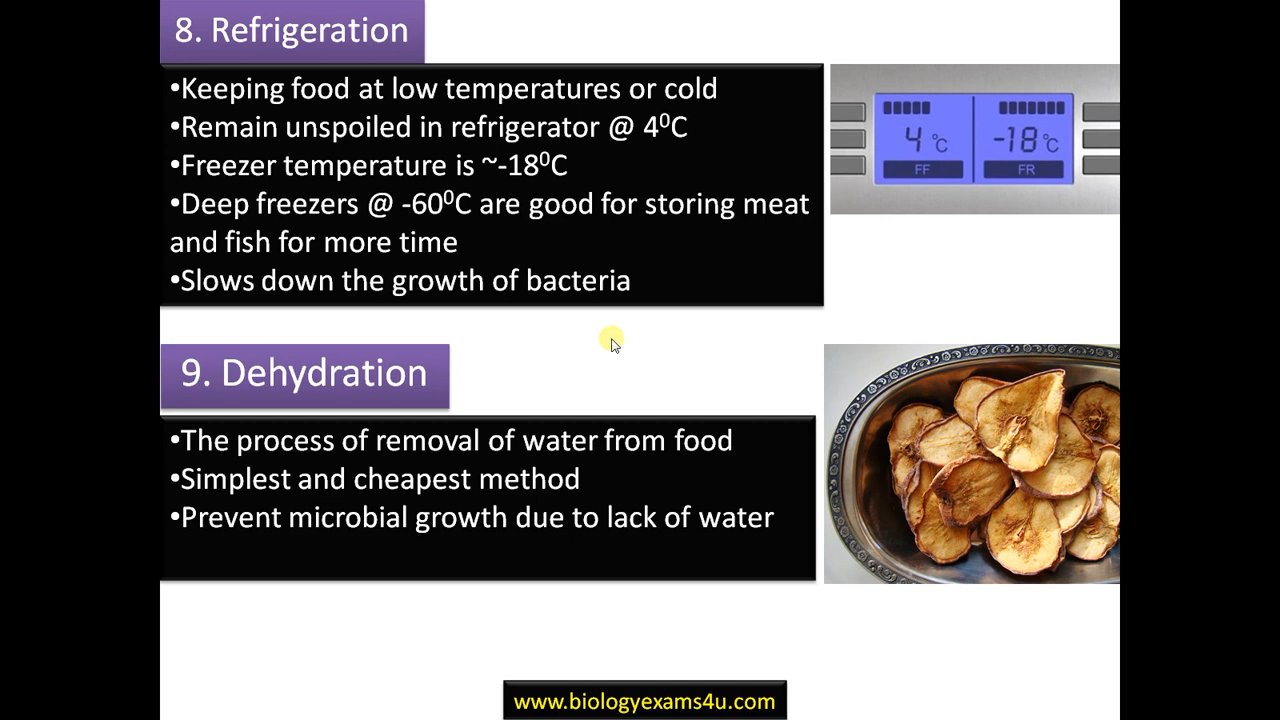 8. Refrigeration
•Keeping food at low temperatures or cold
•Remain unspoiled in refrigerator @ 4⁰C
•Freezer temperature is ~-18⁰C
•Deep freezers @ -60⁰C are good for storing meat
and fish for more time
•Slows down the growth of bacteria
4 °C
-18 °C
FF
FR
9. Dehydration
•The process of removal of water from food
•Simplest and cheapest method
•Prevent microbial growth due to lack of water
www.biologyexams4u.com